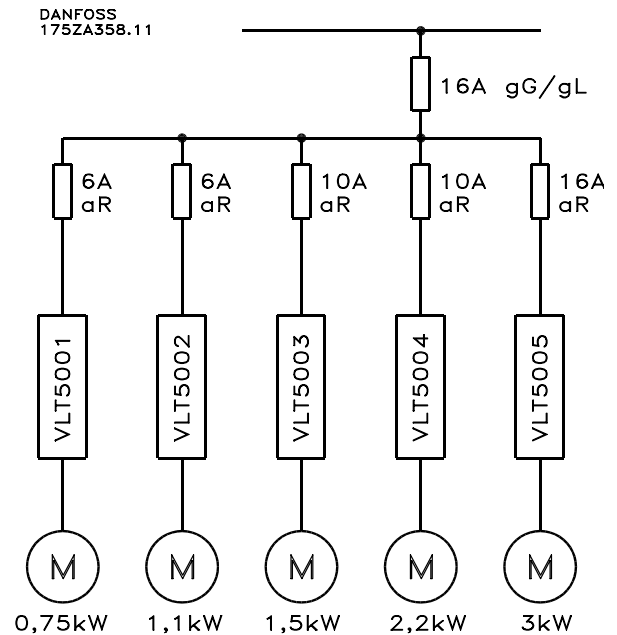 DANFOSS
175ZA358.11
16A gG/gL
6A
aR
6A
aR
10A
aR
10A
aR
16A
aR
VLT5001
VLT5002
VLT5003
VLT5004
VLT5005
M
M
M
M
M
0,75kW
1,1kW
1,5kW
2,2kW
3kW